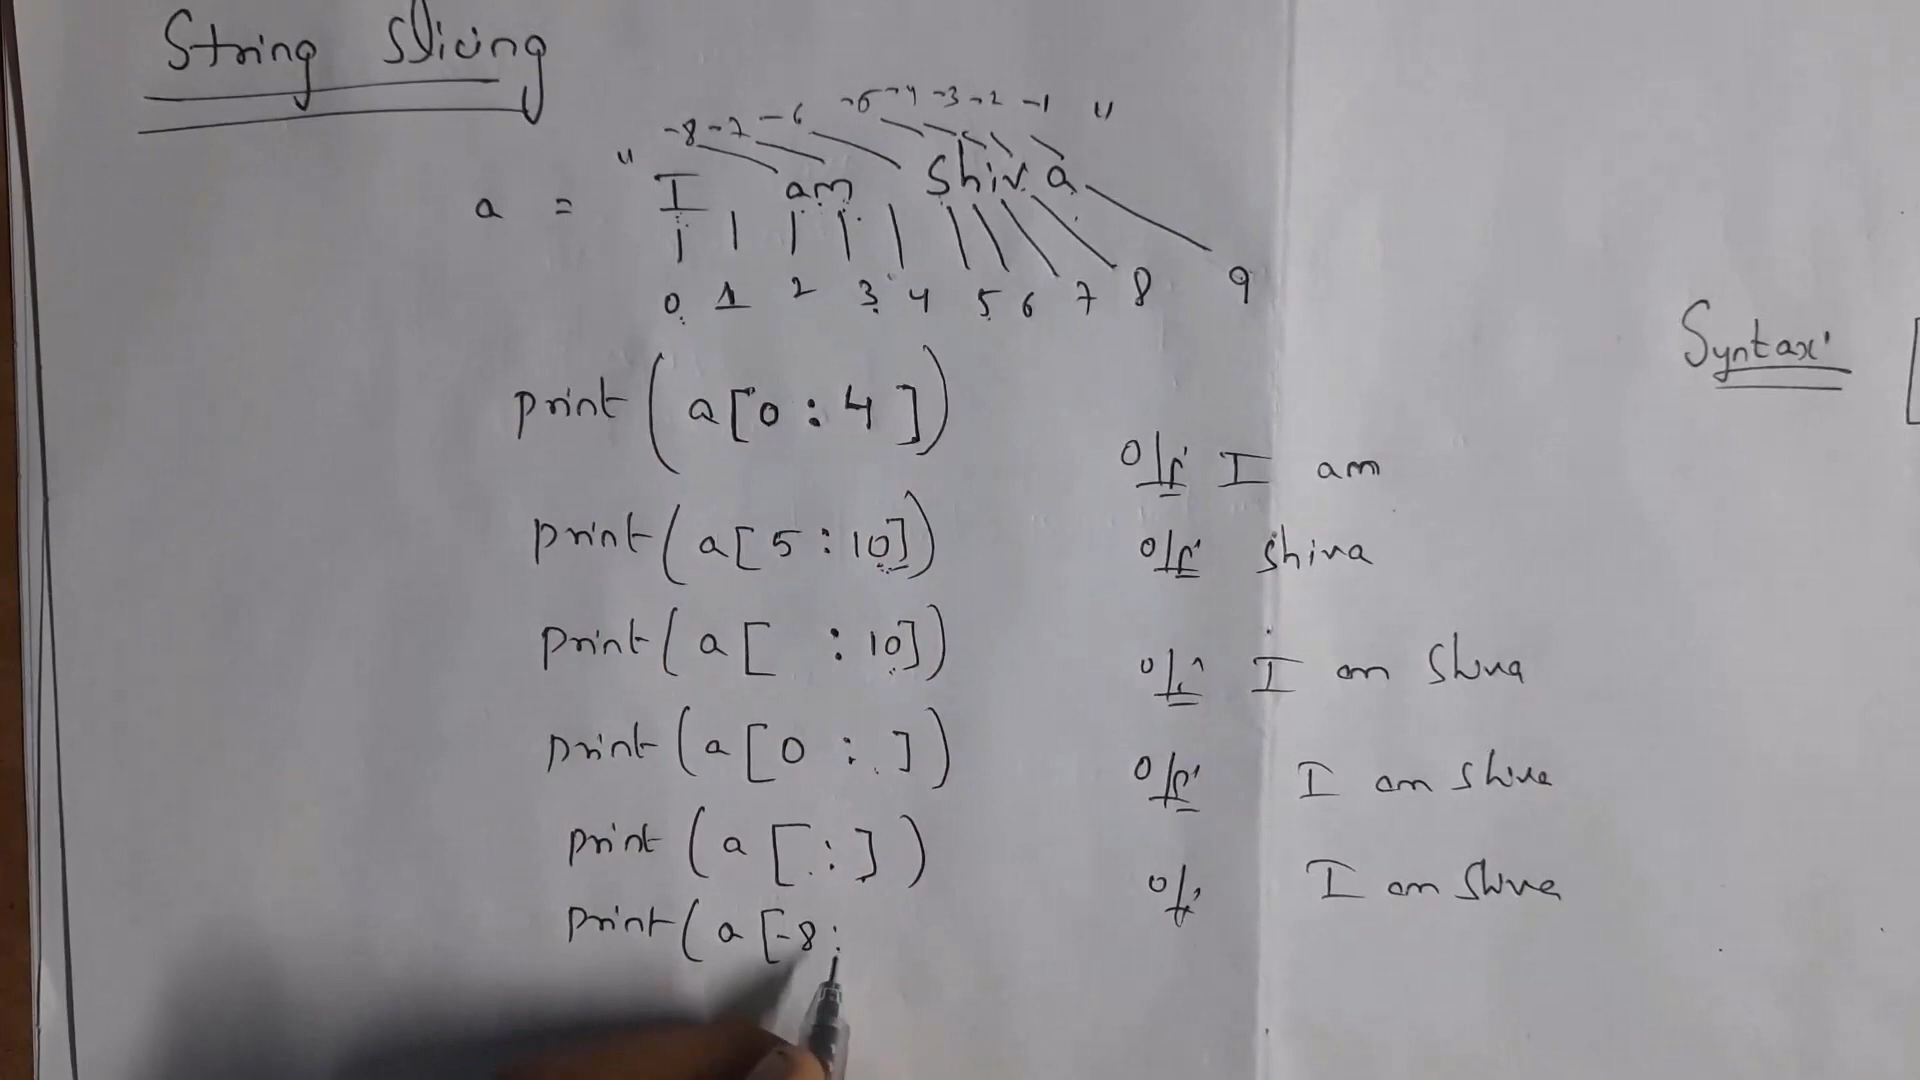 String Slicing
-8 -7 -6 -5 -4 -3 -2 -1
a = "I am Shiva"
0 1 2 3 4 5 6 7 8 9
Syntax:
print(a[0:4])
o/p: I am
print(a[5:10])
o/p: shiva
print(a[ :10])
o/p: I am Shiva
print(a[0: ])
o/p: I am shiva
print(a[:])
o/p: I am Shiva
print(a[-8: